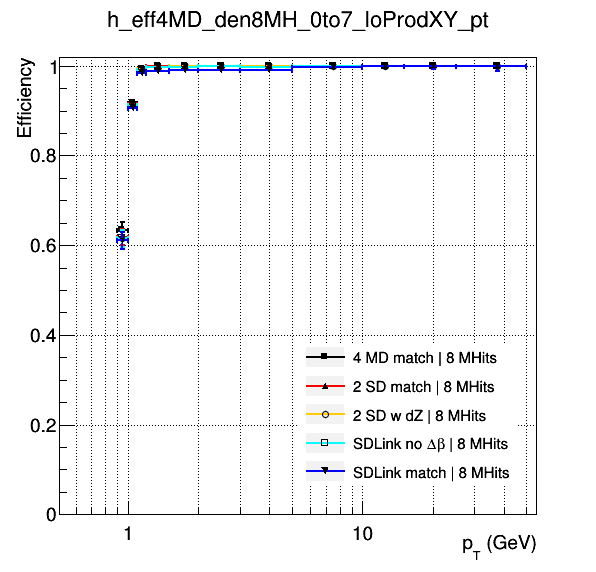 h_eff4MD_den8MH_0to7_loProdXY_pt
Efficiency
1
0.8
0.6
0.4
0.2
0
4 MD match | 8 MHits
2 SD match | 8 MHits
2 SD w dZ | 8 MHits
SDLink no Δβ | 8 MHits
SDLink match | 8 MHits
1 10
p_T (GeV)